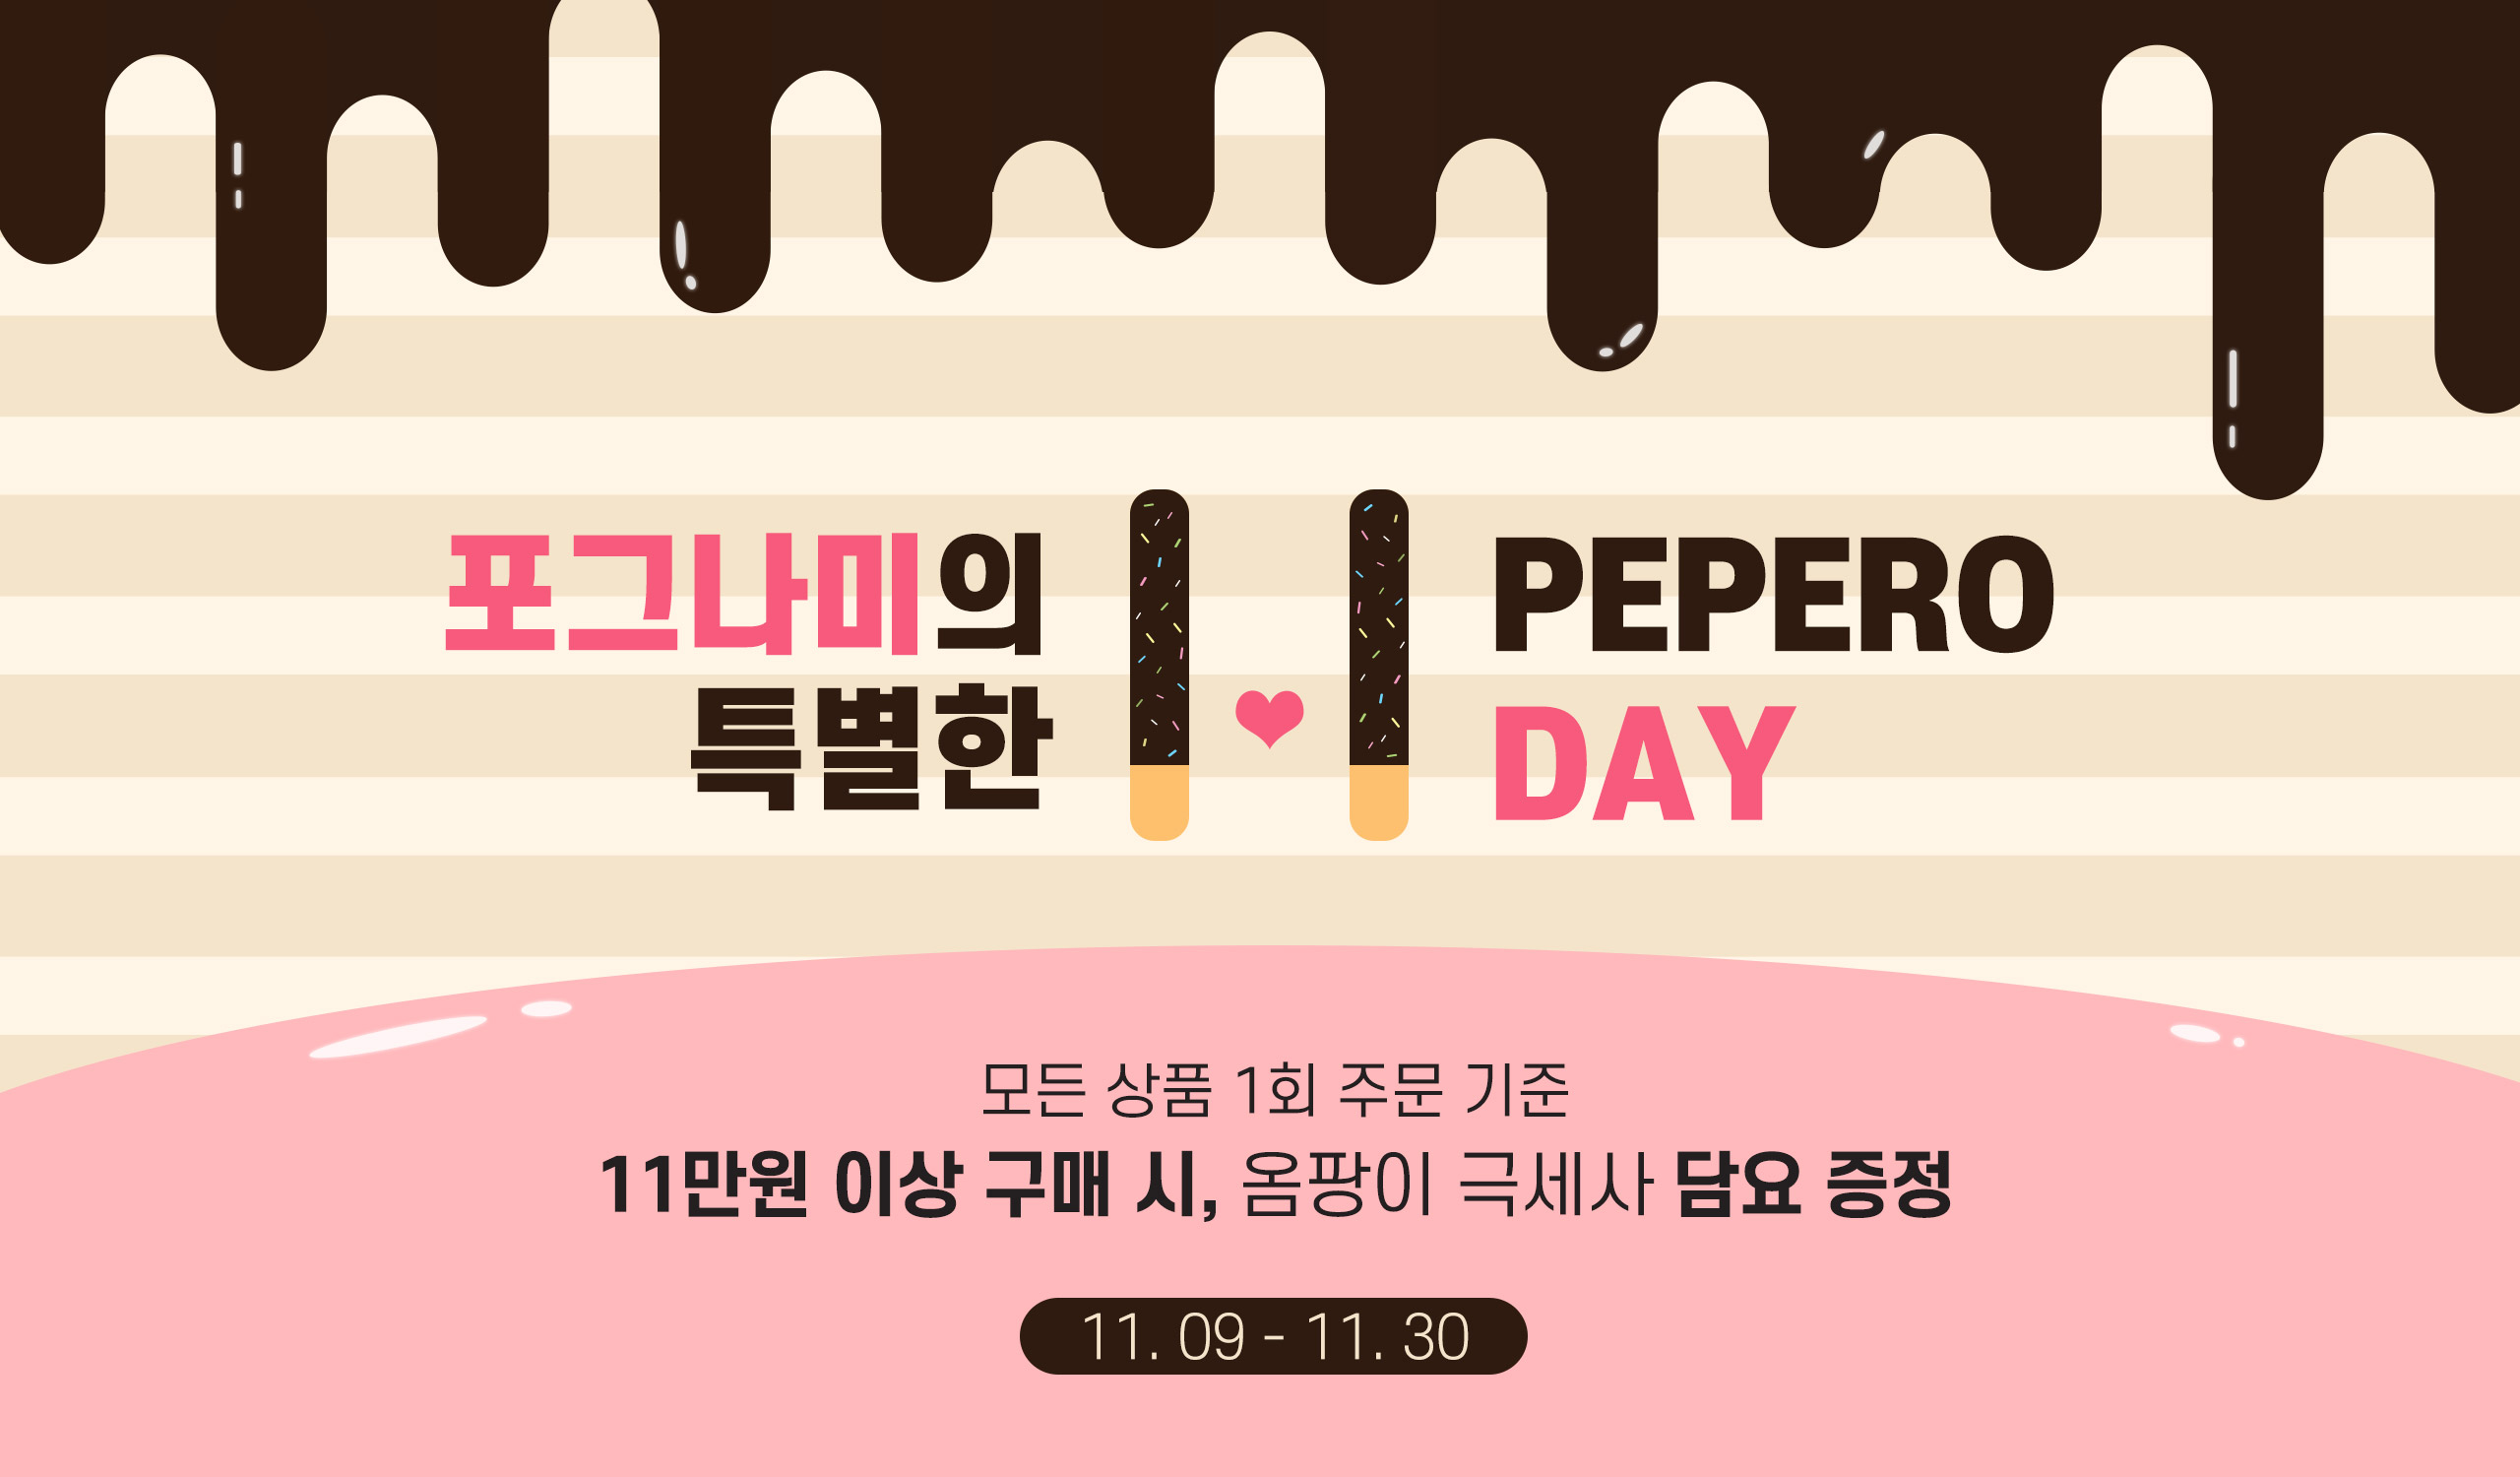 포그나미의
특별한
PEPERO
DAY
모든 상품 1회 주문 기준
11만원 이상 구매 시, 옴팡이 극세사 담요 증정
11. 09 - 11. 30